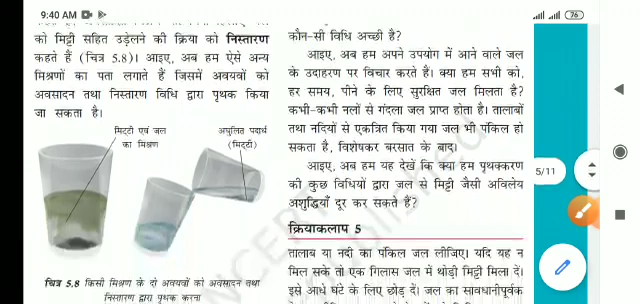 9:40 AM
76
को मिट्टी सहित उड़ेलने की क्रिया को निस्तारण
कहते हैं (चित्र 5.8)। आइए, अब हम ऐसे अन्य
मिश्रणों का पता लगाते हैं जिसमें अवयवों को
अवसादन तथा निस्तारण विधि द्वारा पृथक किया
जा सकता है।
मिट्टी एवं जल
का मिश्रण
अघुलित पदार्थ
(मिट्टी)
चित्र 5.8 किसी मिश्रण के दो अवयवों को अवसादन तथा
निस्तारण द्वारा पृथक करना
कौन-सी विधि अच्छी है?
आइए, अब हम अपने उपयोग में आने वाले जल
के उदाहरण पर विचार करते हैं। क्या हम सभी को,
हर समय, पीने के लिए सुरक्षित जल मिलता है?
कभी-कभी नलों से गंदला जल प्राप्त होता है। तालाबों
तथा नदियों से एकत्रित किया गया जल भी पंकिल हो
सकता है, विशेषकर बरसात के बाद।
आइए, अब हम यह देखें कि क्या हम पृथक्करण
की कुछ विधियों द्वारा जल से मिट्टी जैसी अविलेय
अशुद्धियाँ दूर कर सकते हैं?
क्रियाकलाप 5
तालाब या नदी का पंकिल जल लीजिए। यदि यह न
मिल सके तो एक गिलास जल में थोड़ी मिट्टी मिला दें।
इसे आधे घंटे के लिए छोड़ दें। जल का सावधानीपूर्वक
5/11